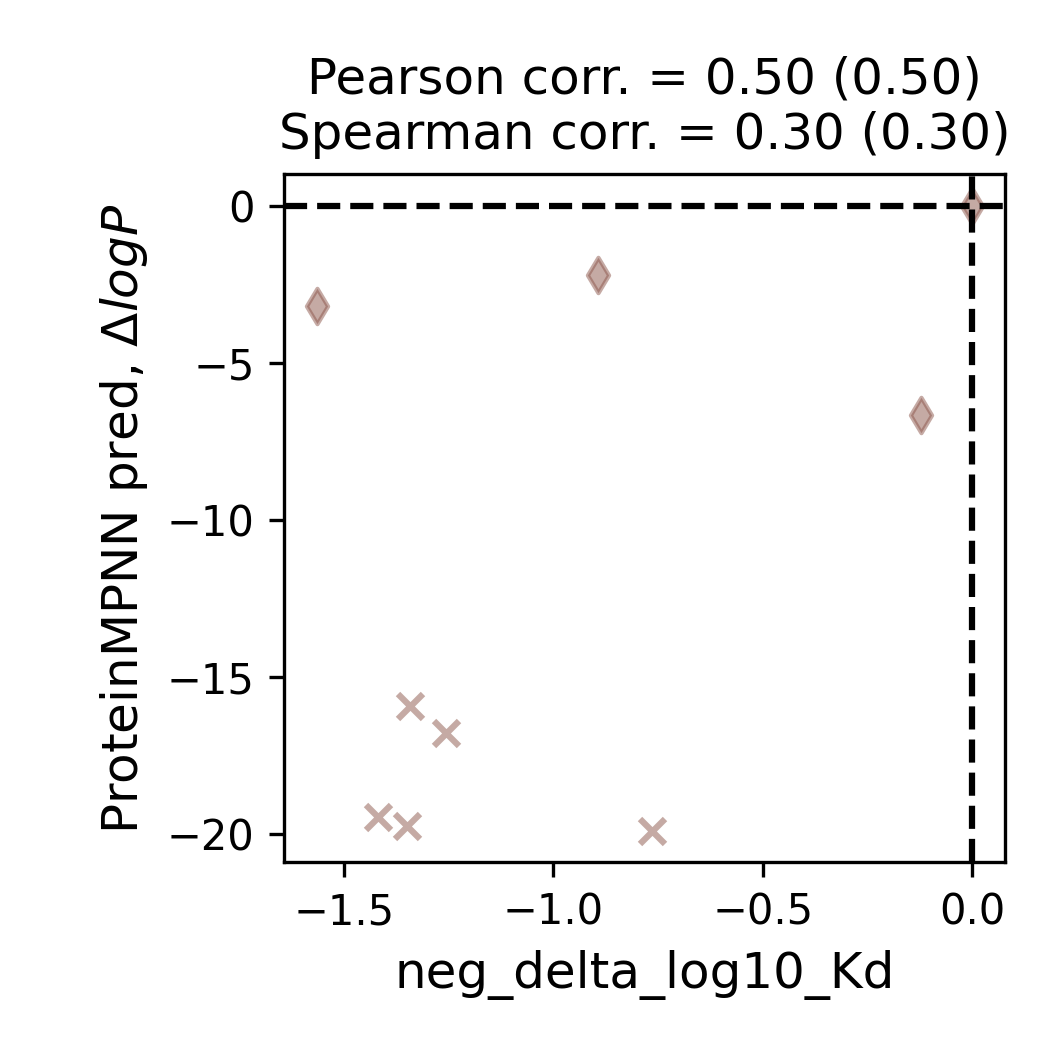 Pearson corr. = 0.50 (0.50)
Spearman corr. = 0.30 (0.30)
ProteinMPNN pred, ΔlogP
0
−5
−10
−15
−20
−1.5 −1.0 −0.5 0.0
neg_delta_log10_Kd